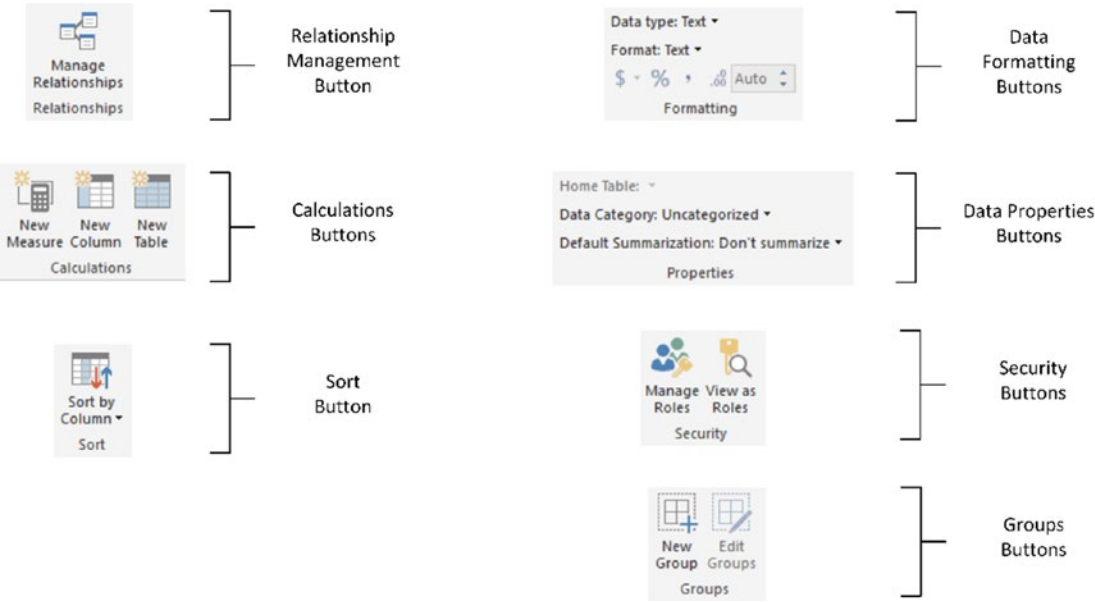 Manage
Relationships
Relationships
Relationship
Management
Button
Data type: Text
Format: Text
$ % , .00 Auto
Formatting
Data
Formatting
Buttons
New
Measure
New
Column
New
Table
Calculations
Calculations
Buttons
Home Table:
Data Category: Uncategorized
Default Summarization: Don't summarize
Properties
Data Properties
Buttons
Sort by
Column
Sort
Sort
Button
Manage
Roles
View as
Roles
Security
Security
Buttons
New
Group
Edit
Groups
Groups
Groups
Buttons